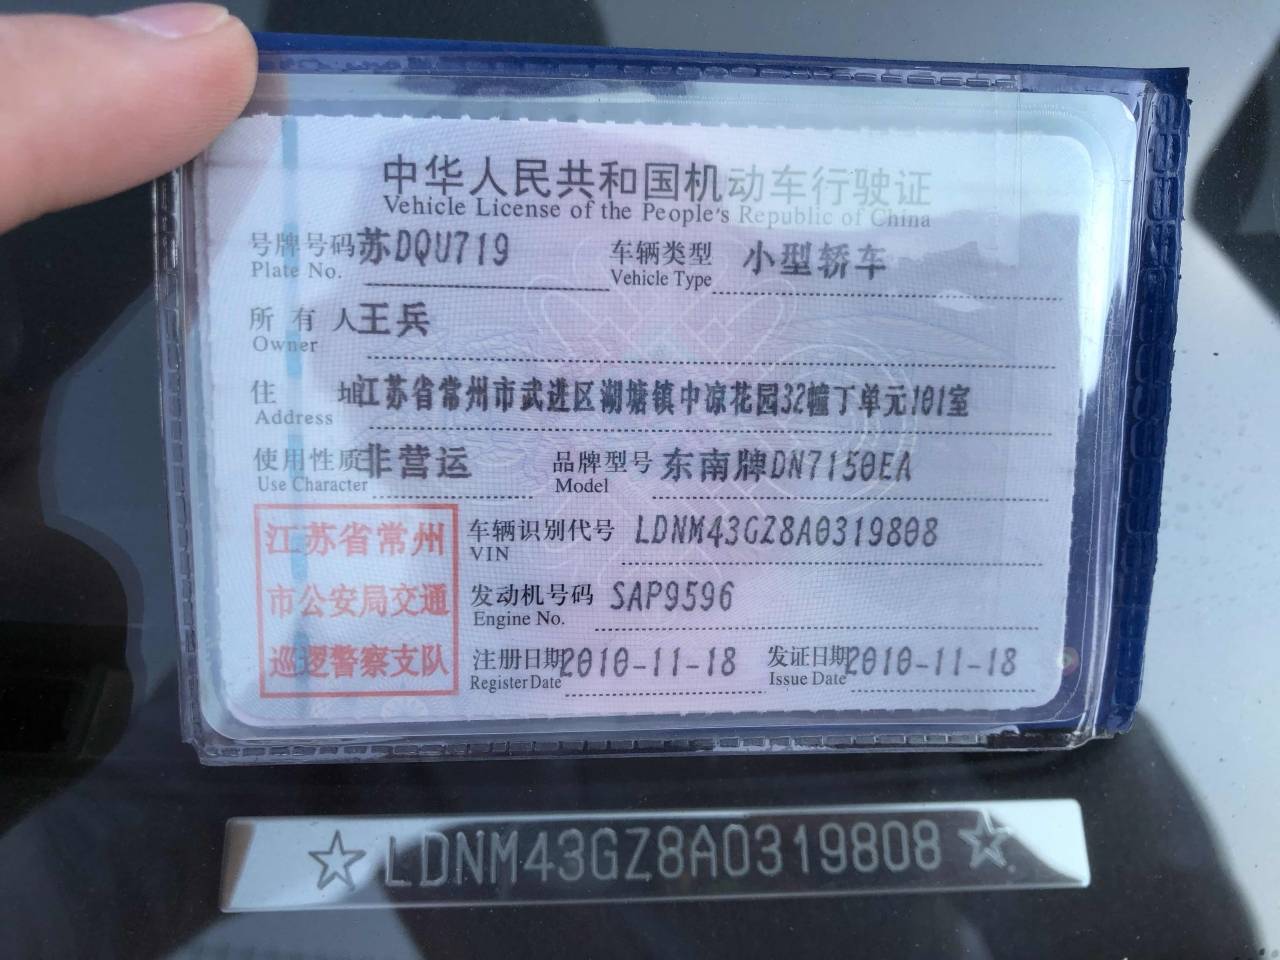 中华人民共和国机动车行驶证
Vehicle License of the People's Republic of China
号牌号码 苏DQU719 车辆类型 小型轿车
Plate No. Vehicle Type
所有人 王兵
Owner
住址 江苏省常州市武进区湖塘镇中凉花园32幢丁单元101室
Address
使用性质 非营运 品牌型号 东南牌DN7150EA
Use Character Model
江苏省常州
市公安局交通
巡逻警察支队
车辆识别代号 LDNM43GZ8A0319808
VIN
发动机号码 SAP9596
Engine No.
注册日期 2010-11-18 发证日期 2010-11-18
Register Date Issue Date
☆LDNM43GZ8A0319808☆